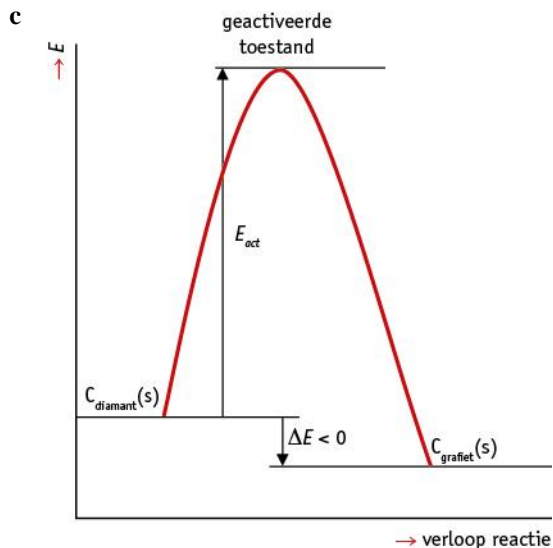 c
geactiveerde
toestand
→ E
E_act
C_diamant(s)
ΔE < 0
C_grafiet(s)
→ verloop reactie